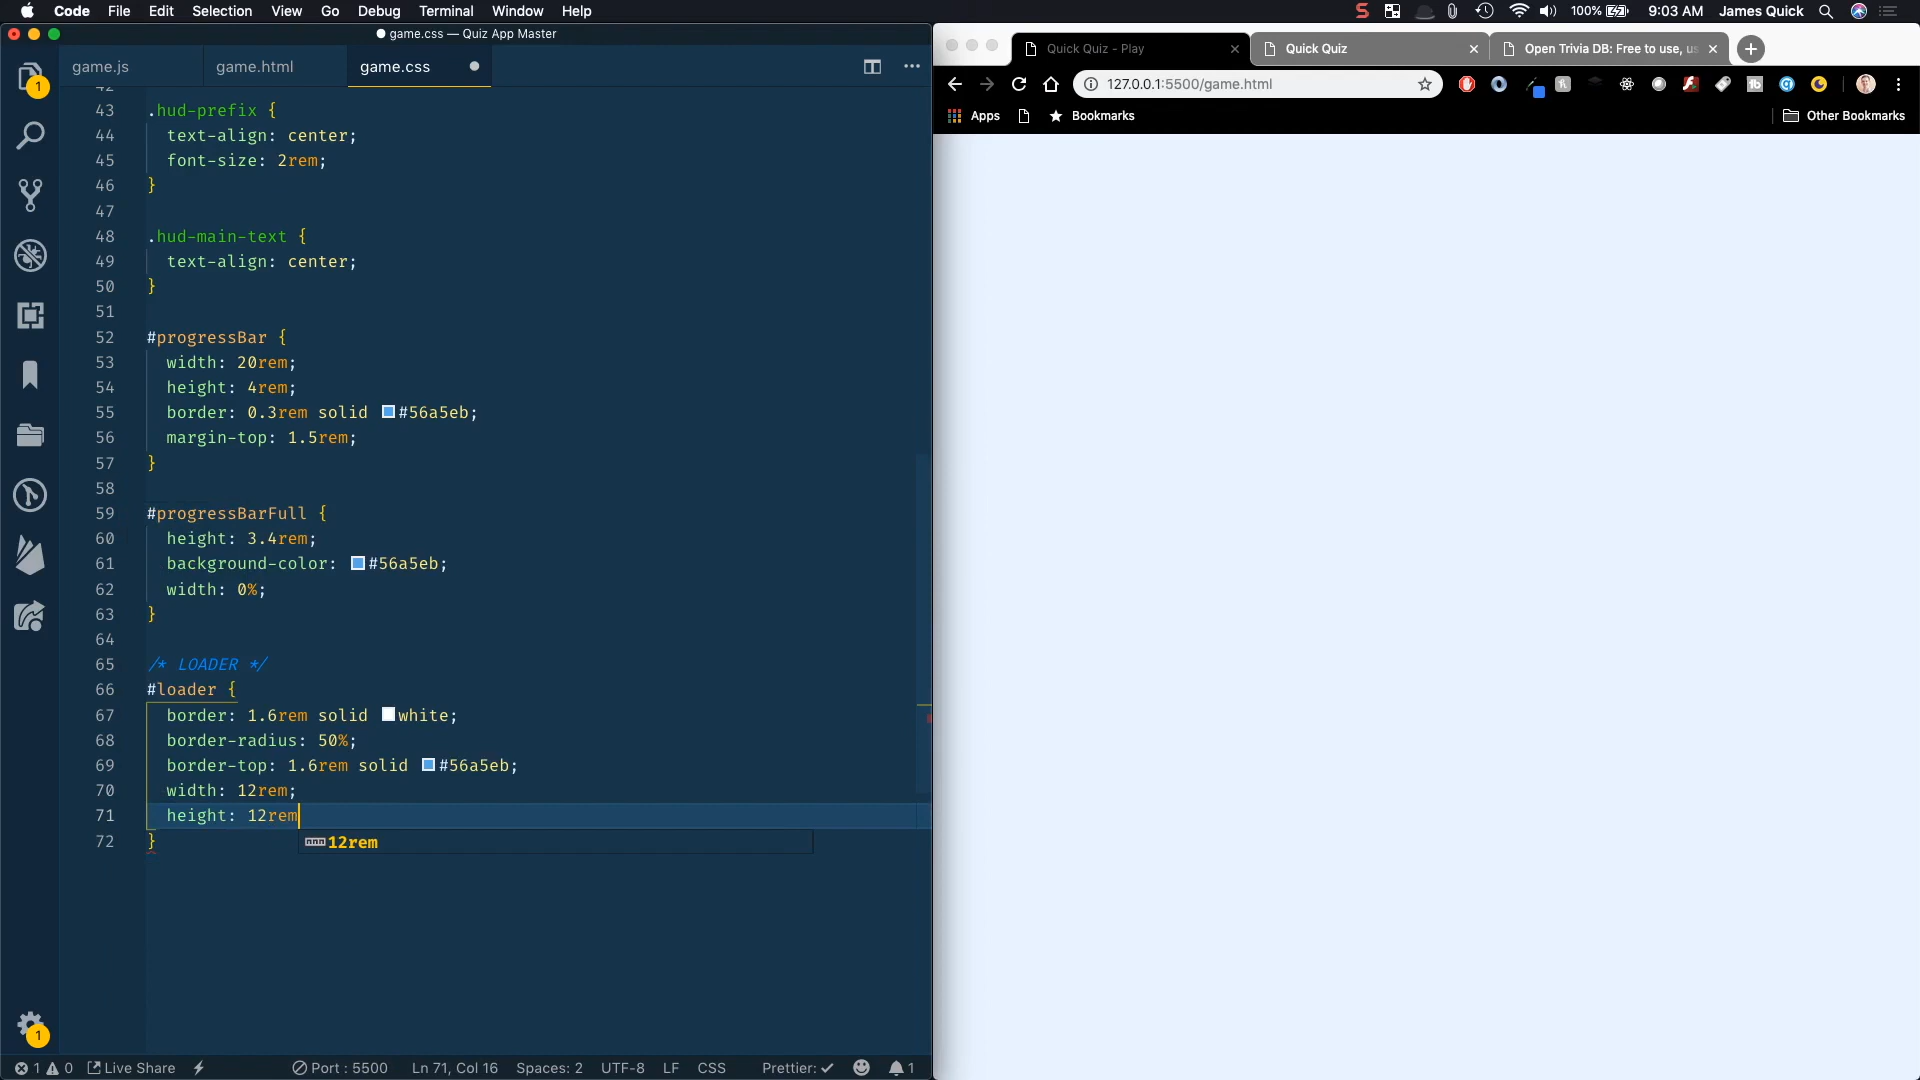 Code File Edit Selection View Go Debug Terminal Window Help 100% 9:03 AM James Quick
game.css — Quiz App Master
game.js game.html game.css
Quick Quiz - Play Quick Quiz Open Trivia DB: Free to use, us
127.0.0.1:5500/game.html
Apps Bookmarks Other Bookmarks
43 .hud-prefix {
44 text-align: center;
45 font-size: 2rem;
46 }
47
48 .hud-main-text {
49 text-align: center;
50 }
51
52 #progressBar {
53 width: 20rem;
54 height: 4rem;
55 border: 0.3rem solid #56a5eb;
56 margin-top: 1.5rem;
57 }
58
59 #progressBarFull {
60 height: 3.4rem;
61 background-color: #56a5eb;
62 width: 0%;
63 }
64
65 /* LOADER */
66 #loader {
67 border: 1.6rem solid white;
68 border-radius: 50%;
69 border-top: 1.6rem solid #56a5eb;
70 width: 12rem;
71 height: 12rem
72 }
12rem
1
1
1 0 Live Share Port : 5500 Ln 71, Col 16 Spaces: 2 UTF-8 LF CSS Prettier: ✓ 1